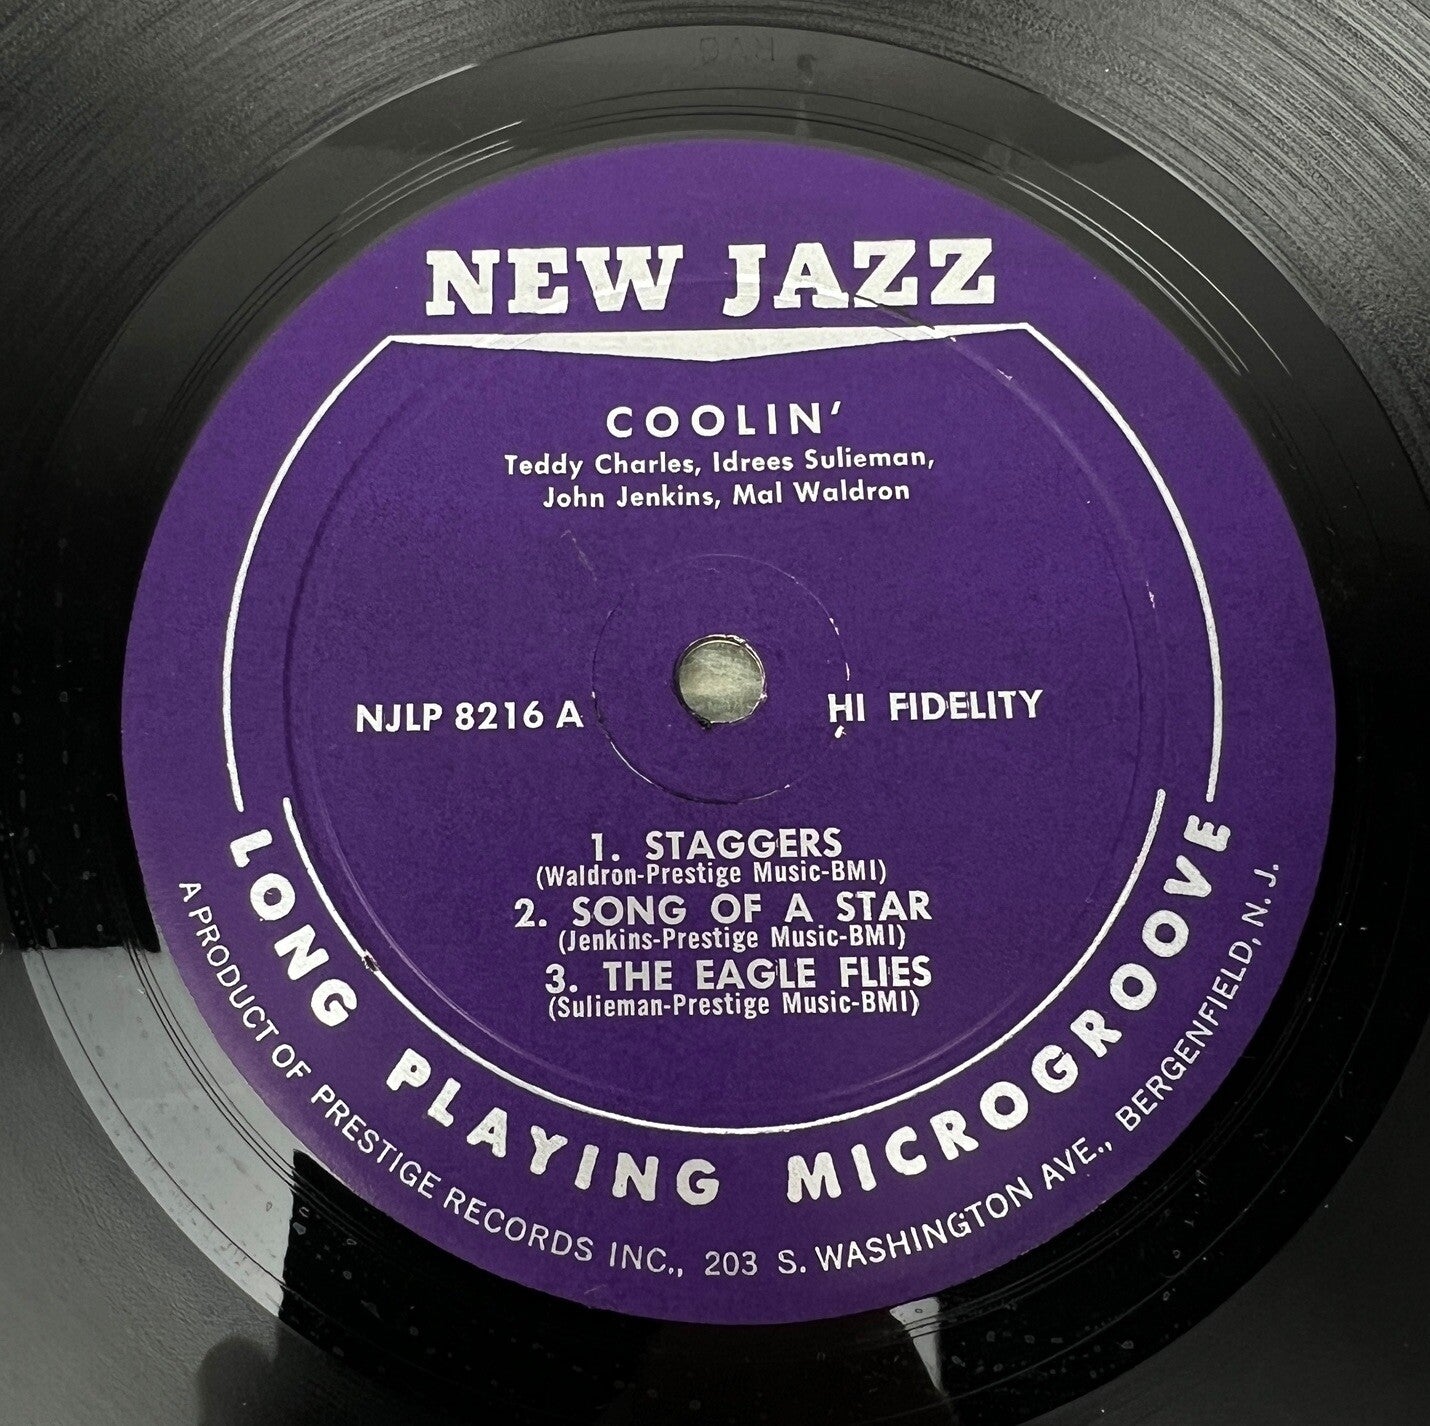 RVG
NEW JAZZ
COOLIN'
Teddy Charles, Idrees Sulieman,
John Jenkins, Mal Waldron
NJLP 8216 A
HI FIDELITY
1. STAGGERS
(Waldron-Prestige Music-BMI)
2. SONG OF A STAR
(Jenkins-Prestige Music-BMI)
3. THE EAGLE FLIES
(Sulieman-Prestige Music-BMI)
LONG PLAYING MICROGROOVE
A PRODUCT OF PRESTIGE RECORDS INC., 203 S. WASHINGTON AVE., BERGENFIELD, N. J.